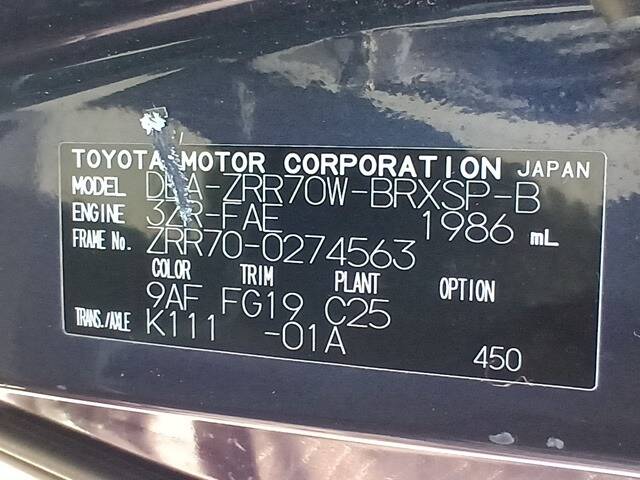 TOYOTA MOTOR CORPORATION JAPAN
MODEL DBA-ZRR70W-BRXSP-B
ENGINE 3ZR-FAE 1986 mL
FRAME No. ZRR70-0274563
COLOR TRIM PLANT OPTION
9AF FG19 C25
TRANS./AXLE K111 -01A
450